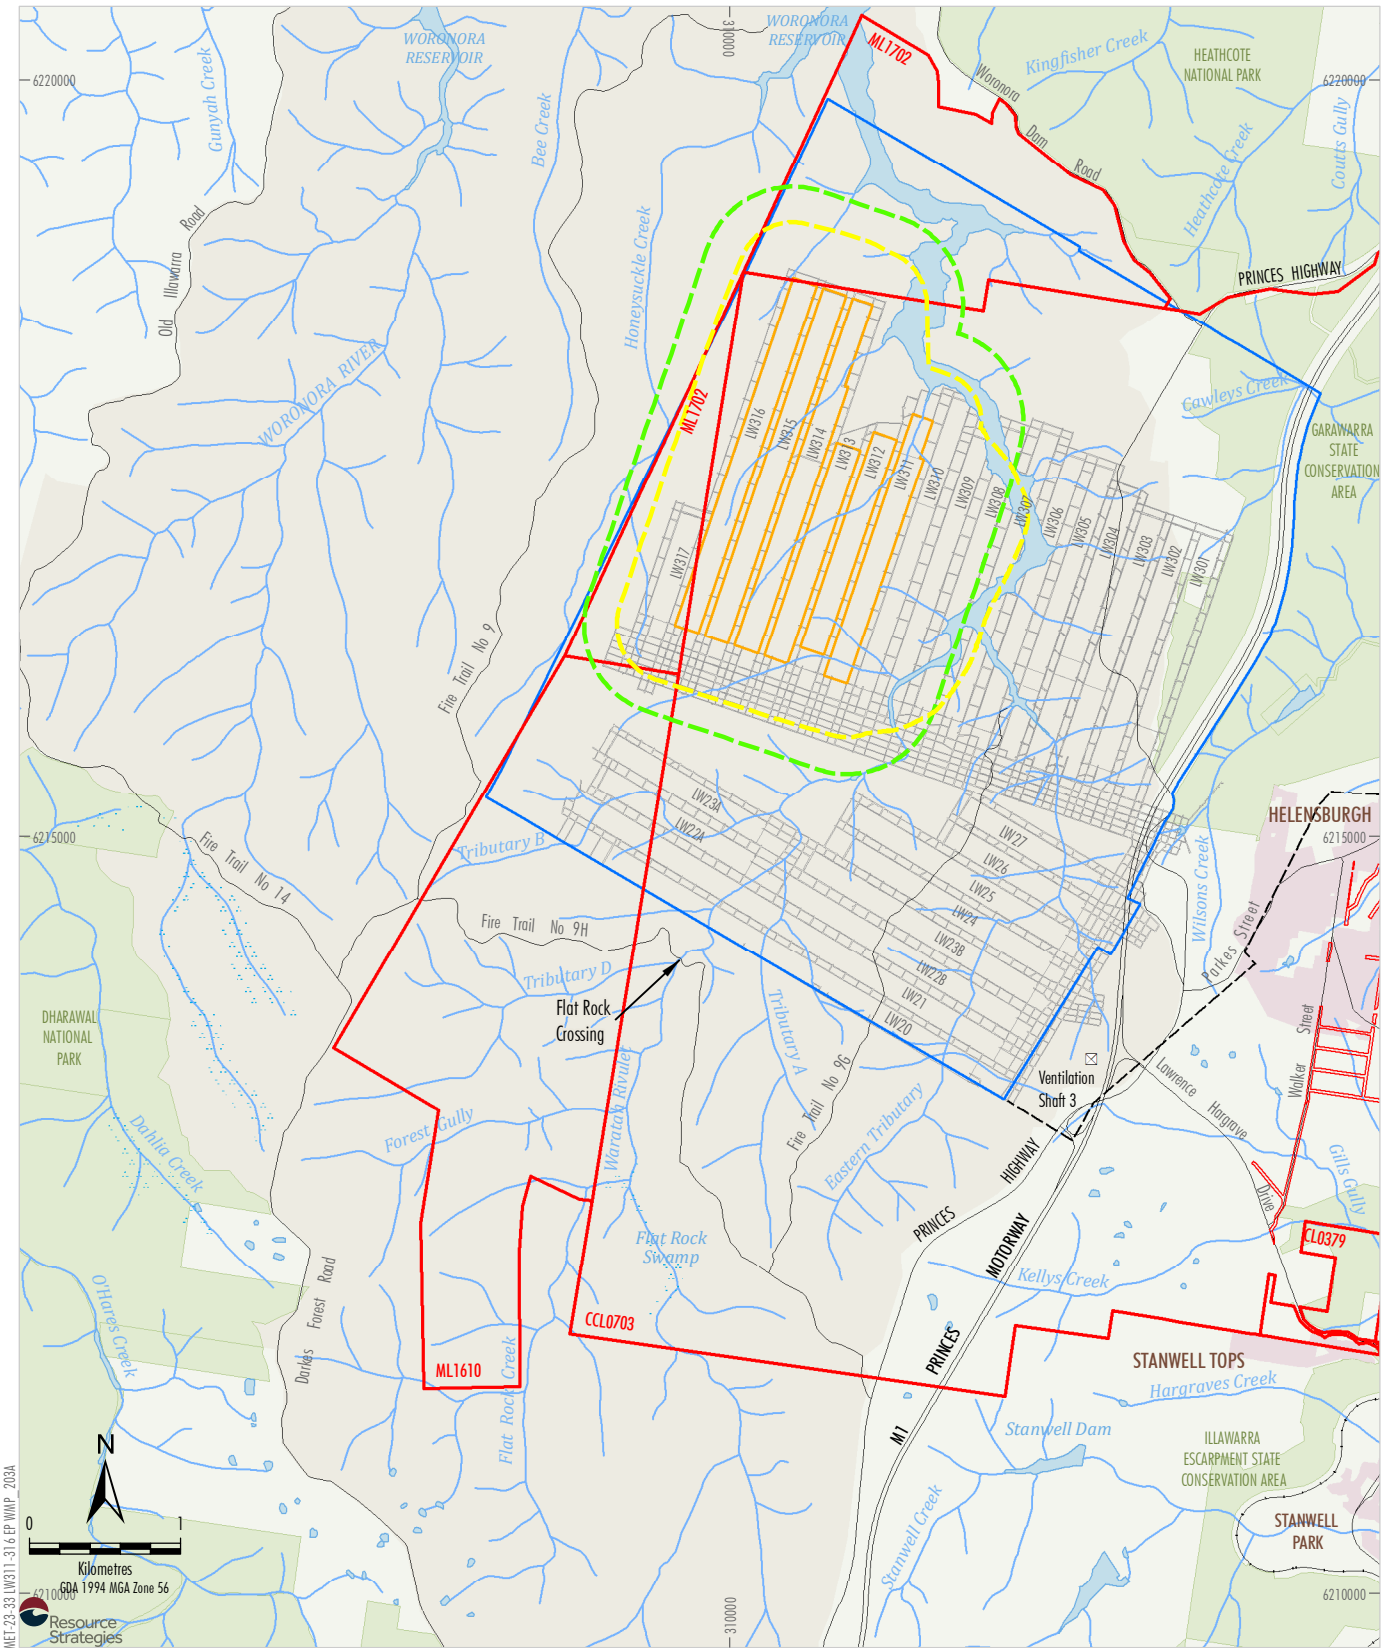 WORONORA
RESERVOIR
310000
WORONORA
RESERVOIR
ML1702
Kingfisher Creek
HEATHCOTE
NATIONAL PARK
6220000
6220000
Gunyah Creek
Bee Creek
Woronora
Dam
Road
Coutts Gully
Heathcote Creek
Old Illawarra Road
Honeysuckle Creek
PRINCES HIGHWAY
WORONORA RIVER
Cawleys Creek
ML1702
GARAWARRA
STATE
CONSERVATION
AREA
LW316
LW315
LW314
LW313
LW312
LW311
LW310
LW309
LW308
LW307
LW306
LW305
LW304
LW303
LW302
LW301
LW317
Fire Trail No 9
HELENSBURGH
6215000
6215000
LW23A
LW22A
LW27
LW26
LW25
LW24
LW23B
LW22B
LW21
LW20
Tributary B
Fire Trail No 14
Wilsons Creek
Parkes Street
Fire Trail No 9H
Tributary D
Flat Rock
Crossing
Tributary A
DHARAWAL
NATIONAL
PARK
Walker Street
Ventilation
Shaft 3
Lawrence Hargrave Drive
Waratah Rivulet
Fire Trail No 9G
Eastern Tributary
Forest Gully
Dahlia Creek
Gills Gully
PRINCES HIGHWAY
Flat Rock
Swamp
CL0379
Kellys Creek
O'Hares Creek
Darkes Forest Road
M1 PRINCES MOTORWAY
CCL0703
ML1610
Flat Rock Creek
STANWELL TOPS
Hargraves Creek
Stanwell Dam
ILLAWARRA
ESCARPMENT STATE
CONSERVATION AREA
Stanwell Creek
STANWELL
PARK
N
0 1
Kilometres
GDA 1994 MGA Zone 56
6210000
6210000
310000
Resource
Strategies
MET-23-33 LW311-316 EP WMP_203A